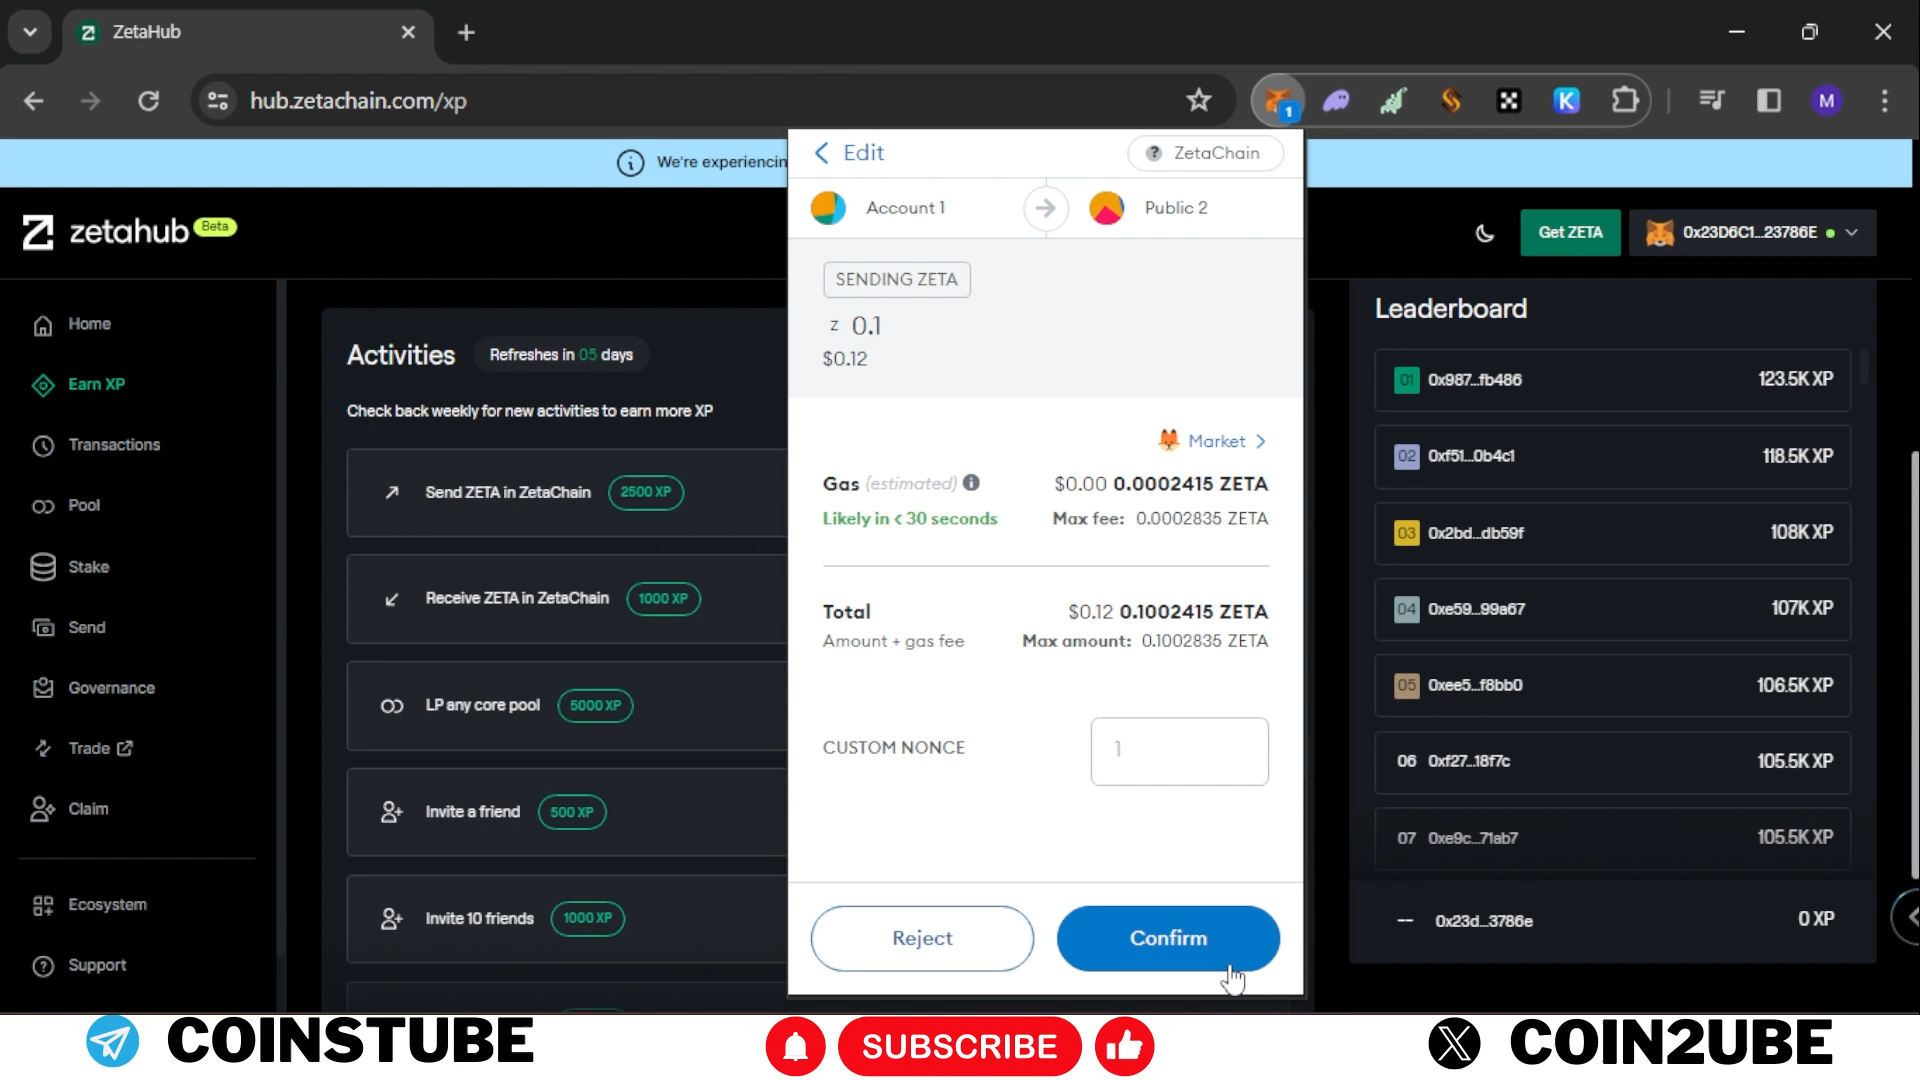 ZetaHub
hub.zetachain.com/xp
1
K
M
We're experiencin
Edit
? ZetaChain
zetahub Beta
Account 1
Public 2
Get ZETA
0x23D6C1...23786E
Home
Earn XP
Transactions
Pool
Stake
Send
Governance
Trade
Claim
Ecosystem
Support
Activities
Refreshes in 05 days
Check back weekly for new activities to earn more XP
Send ZETA in ZetaChain 2500 XP
Receive ZETA in ZetaChain 1000 XP
LP any core pool 5000 XP
Invite a friend 500 XP
Invite 10 friends 1000 XP
SENDING ZETA
Z 0.1
$0.12
Market
Gas (estimated) $0.00 0.0002415 ZETA
Likely in < 30 seconds Max fee: 0.0002835 ZETA
Total $0.12 0.1002415 ZETA
Amount + gas fee Max amount: 0.1002835 ZETA
CUSTOM NONCE 1
Reject
Confirm
Leaderboard
01 0x987...fb486 123.5K XP
02 0xf51...0b4c1 118.5K XP
03 0x2bd...db59f 108K XP
04 0xe59...99a67 107K XP
05 0xee5...f8bb0 106.5K XP
06 0xf27...18f7c 105.5K XP
07 0xe9c...71ab7 105.5K XP
-- 0x23d...3786e 0 XP
COINSTUBE
SUBSCRIBE
COIN2UBE